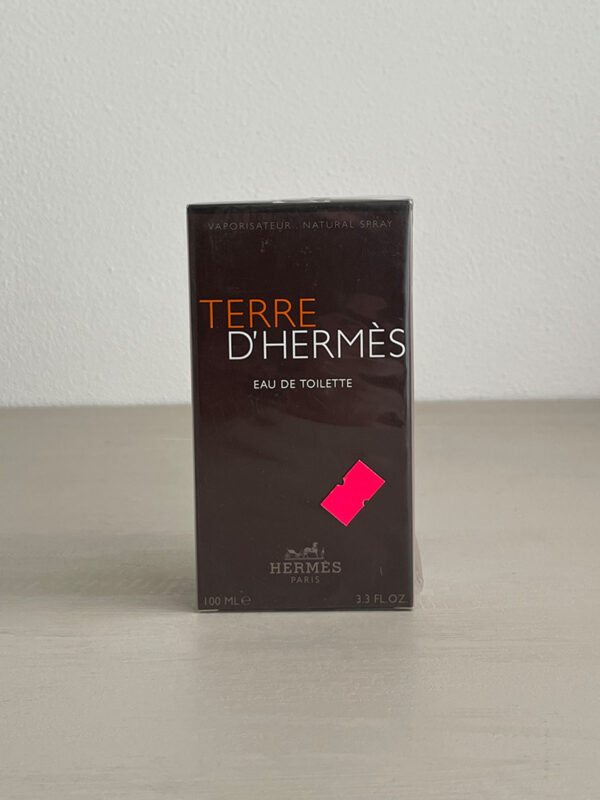 VAPORISATEUR . NATURAL SPRAY
TERRE
D'HERMÈS
EAU DE TOILETTE
HERMÈS
PARIS
100 ML ℮ 3.3 FL.OZ